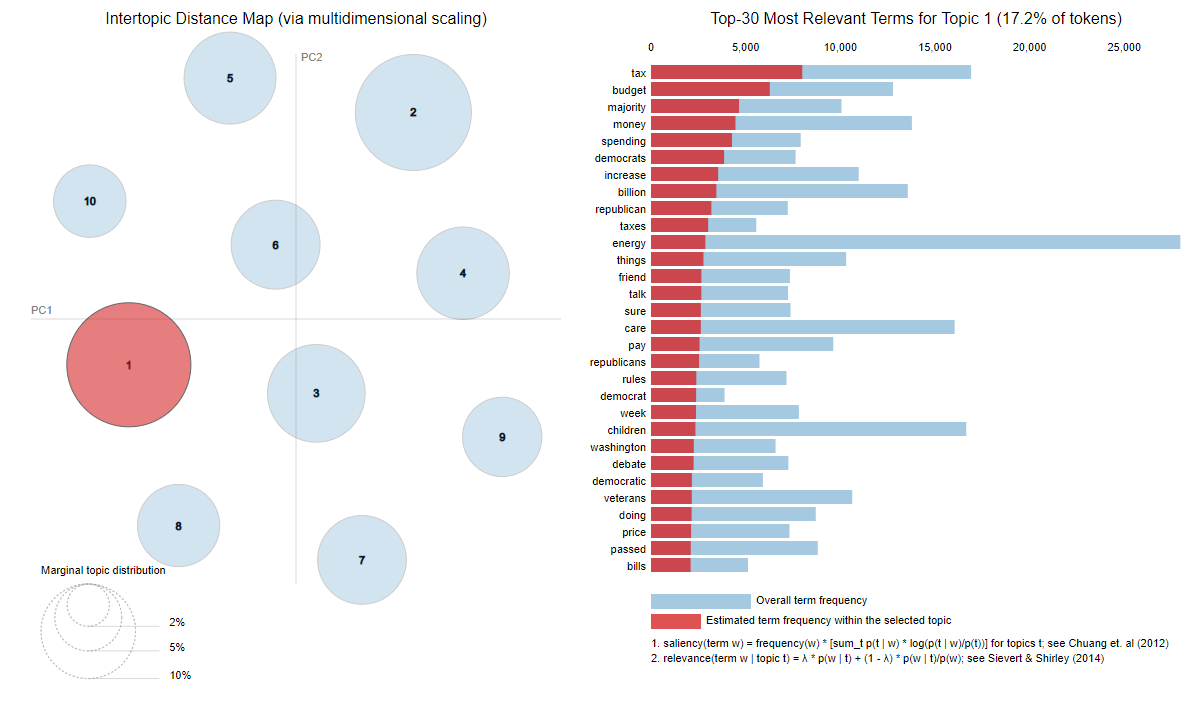 Intertopic Distance Map (via multidimensional scaling)
PC2
5
2
10
6
4
PC1
1
3
9
8
7
Marginal topic distribution
2%
5%
10%
Top-30 Most Relevant Terms for Topic 1 (17.2% of tokens)
0 5,000 10,000 15,000 20,000 25,000
tax
budget
majority
money
spending
democrats
increase
billion
republican
taxes
energy
things
friend
talk
sure
care
pay
republicans
rules
democrat
week
children
washington
debate
democratic
veterans
doing
price
passed
bills
Overall term frequency
Estimated term frequency within the selected topic
1. saliency(term w) = frequency(w) * [sum_t p(t | w) * log(p(t | w)/p(t))] for topics t; see Chuang et. al (2012)
2. relevance(term w | topic t) = λ * p(w | t) + (1 - λ) * p(w | t)/p(w); see Sievert & Shirley (2014)